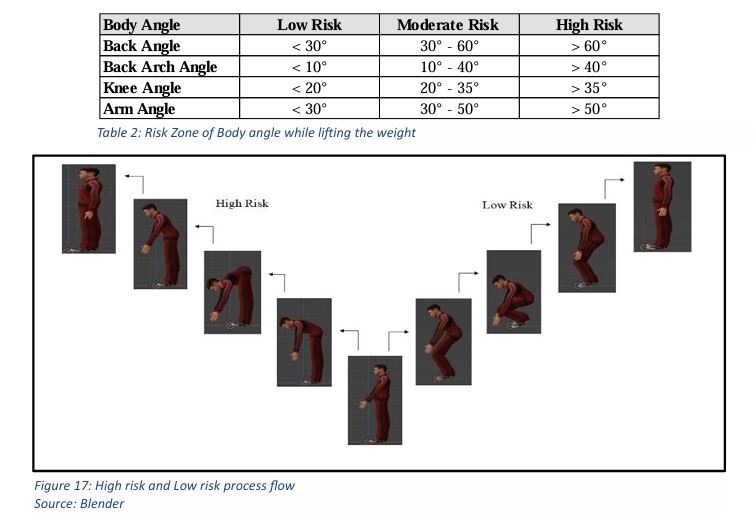 Body Angle Low Risk Moderate Risk High Risk
Back Angle < 30° 30° - 60° > 60°
Back Arch Angle < 10° 10° - 40° > 40°
Knee Angle < 20° 20° - 35° > 35°
Arm Angle < 30° 30° - 50° > 50°
Table 2: Risk Zone of Body angle while lifting the weight
High Risk
Low Risk
Figure 17: High risk and Low risk process flow
Source: Blender